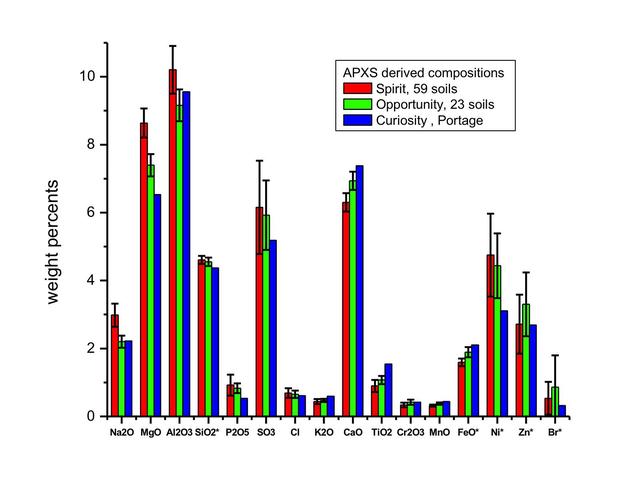 APXS derived compositions
Spirit, 59 soils
Opportunity, 23 soils
Curiosity , Portage
weight percents
10
8
6
4
2
0
Na2O MgO Al2O3 SiO2* P2O5 SO3 Cl K2O CaO TiO2 Cr2O3 MnO FeO* Ni* Zn* Br*